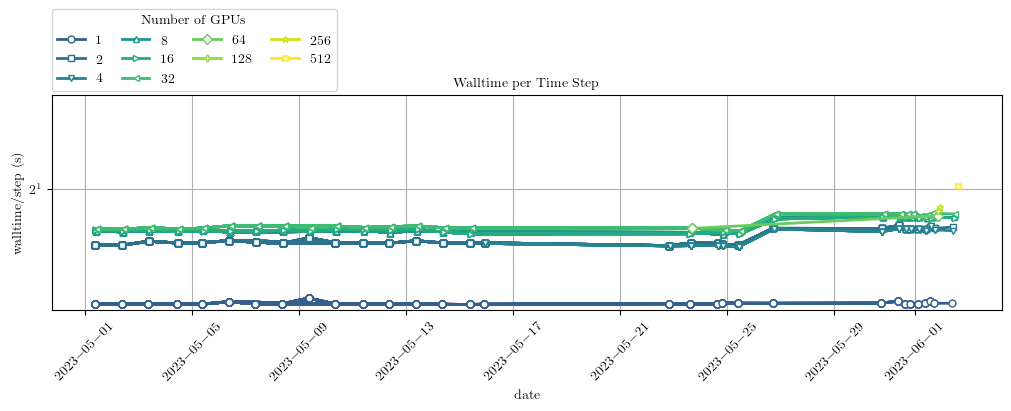 Number of GPUs
1 8 64 256
2 16 128 512
4 32
Walltime per Time Step
walltime/step (s)
2^1
2023−05−01 2023−05−05 2023−05−09 2023−05−13 2023−05−17 2023−05−21 2023−05−25 2023−05−29 2023−06−01
date